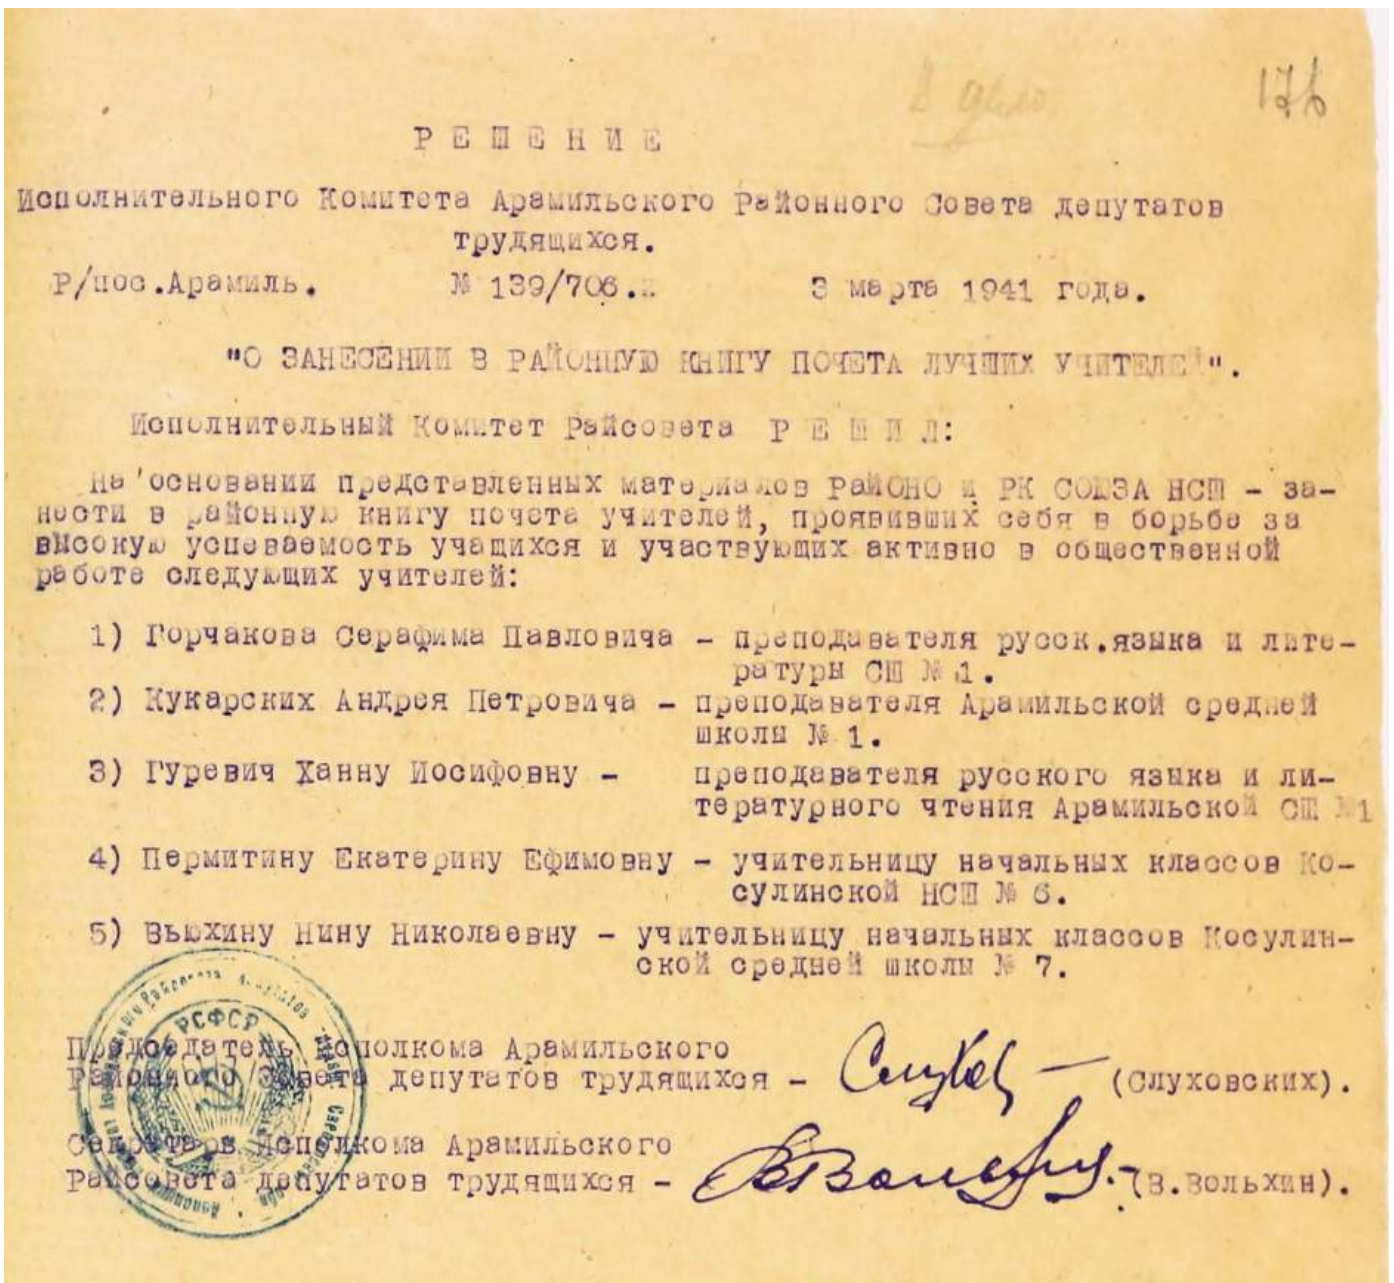 В дело
176
РЕШЕНИЕ
Исполнительного Комитета Арамильского Районного Совета депутатов
трудящихся.
Р/пос.Арамиль. № 139/706. 3 марта 1941 года.
"О ЗАНЕСЕНИИ В РАЙОННУЮ КНИГУ ПОЧЕТА ЛУЧШИХ УЧИТЕЛЕЙ".
Исполнительный Комитет Райсовета РЕШИЛ:
На основании представленных материалов РАЙОНО и РК СОЮЗА НСШ - за-
нести в районную книгу почета учителей, проявивших себя в борьбе за
высокую успеваемость учащихся и участвующих активно в общественной
работе следующих учителей:
1) Горчакова Серафима Павловича - преподавателя русск.языка и лите-
ратуры СШ № 1.
2) Кукарских Андрея Петровича - преподавателя Арамильской средней
школы № 1.
3) Гуревич Ханну Иосифовну - преподавателя русского языка и ли-
тературного чтения Арамильской СШ №1
4) Пермитину Екатерину Ефимовну - учительницу начальных классов Ко-
сулинской НСШ № 6.
5) Вьюхину Нину Николаевну - учительницу начальных классов Косулин-
ской средней школы № 7.
РСФСР
Председатель Исполкома Арамильского
Районного Совета депутатов трудящихся - (Слуховских).
Секретарь Исполкома Арамильского
Райсовета депутатов трудящихся - (В.Вольхин).